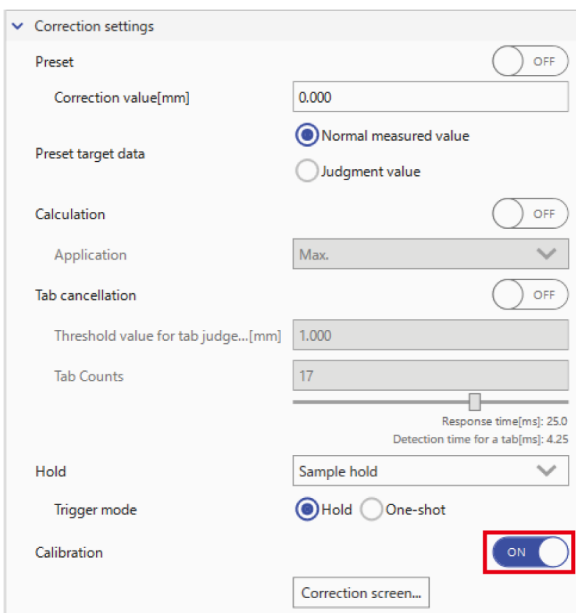 Correction settings
Preset OFF
Correction value[mm] 0.000
Normal measured value
Preset target data
Judgment value
Calculation OFF
Application Max.
Tab cancellation OFF
Threshold value for tab judge...[mm] 1.000
Tab Counts 17
Response time[ms]: 25.0
Detection time for a tab[ms]: 4.25
Hold Sample hold
Trigger mode Hold One-shot
Calibration ON
Correction screen...